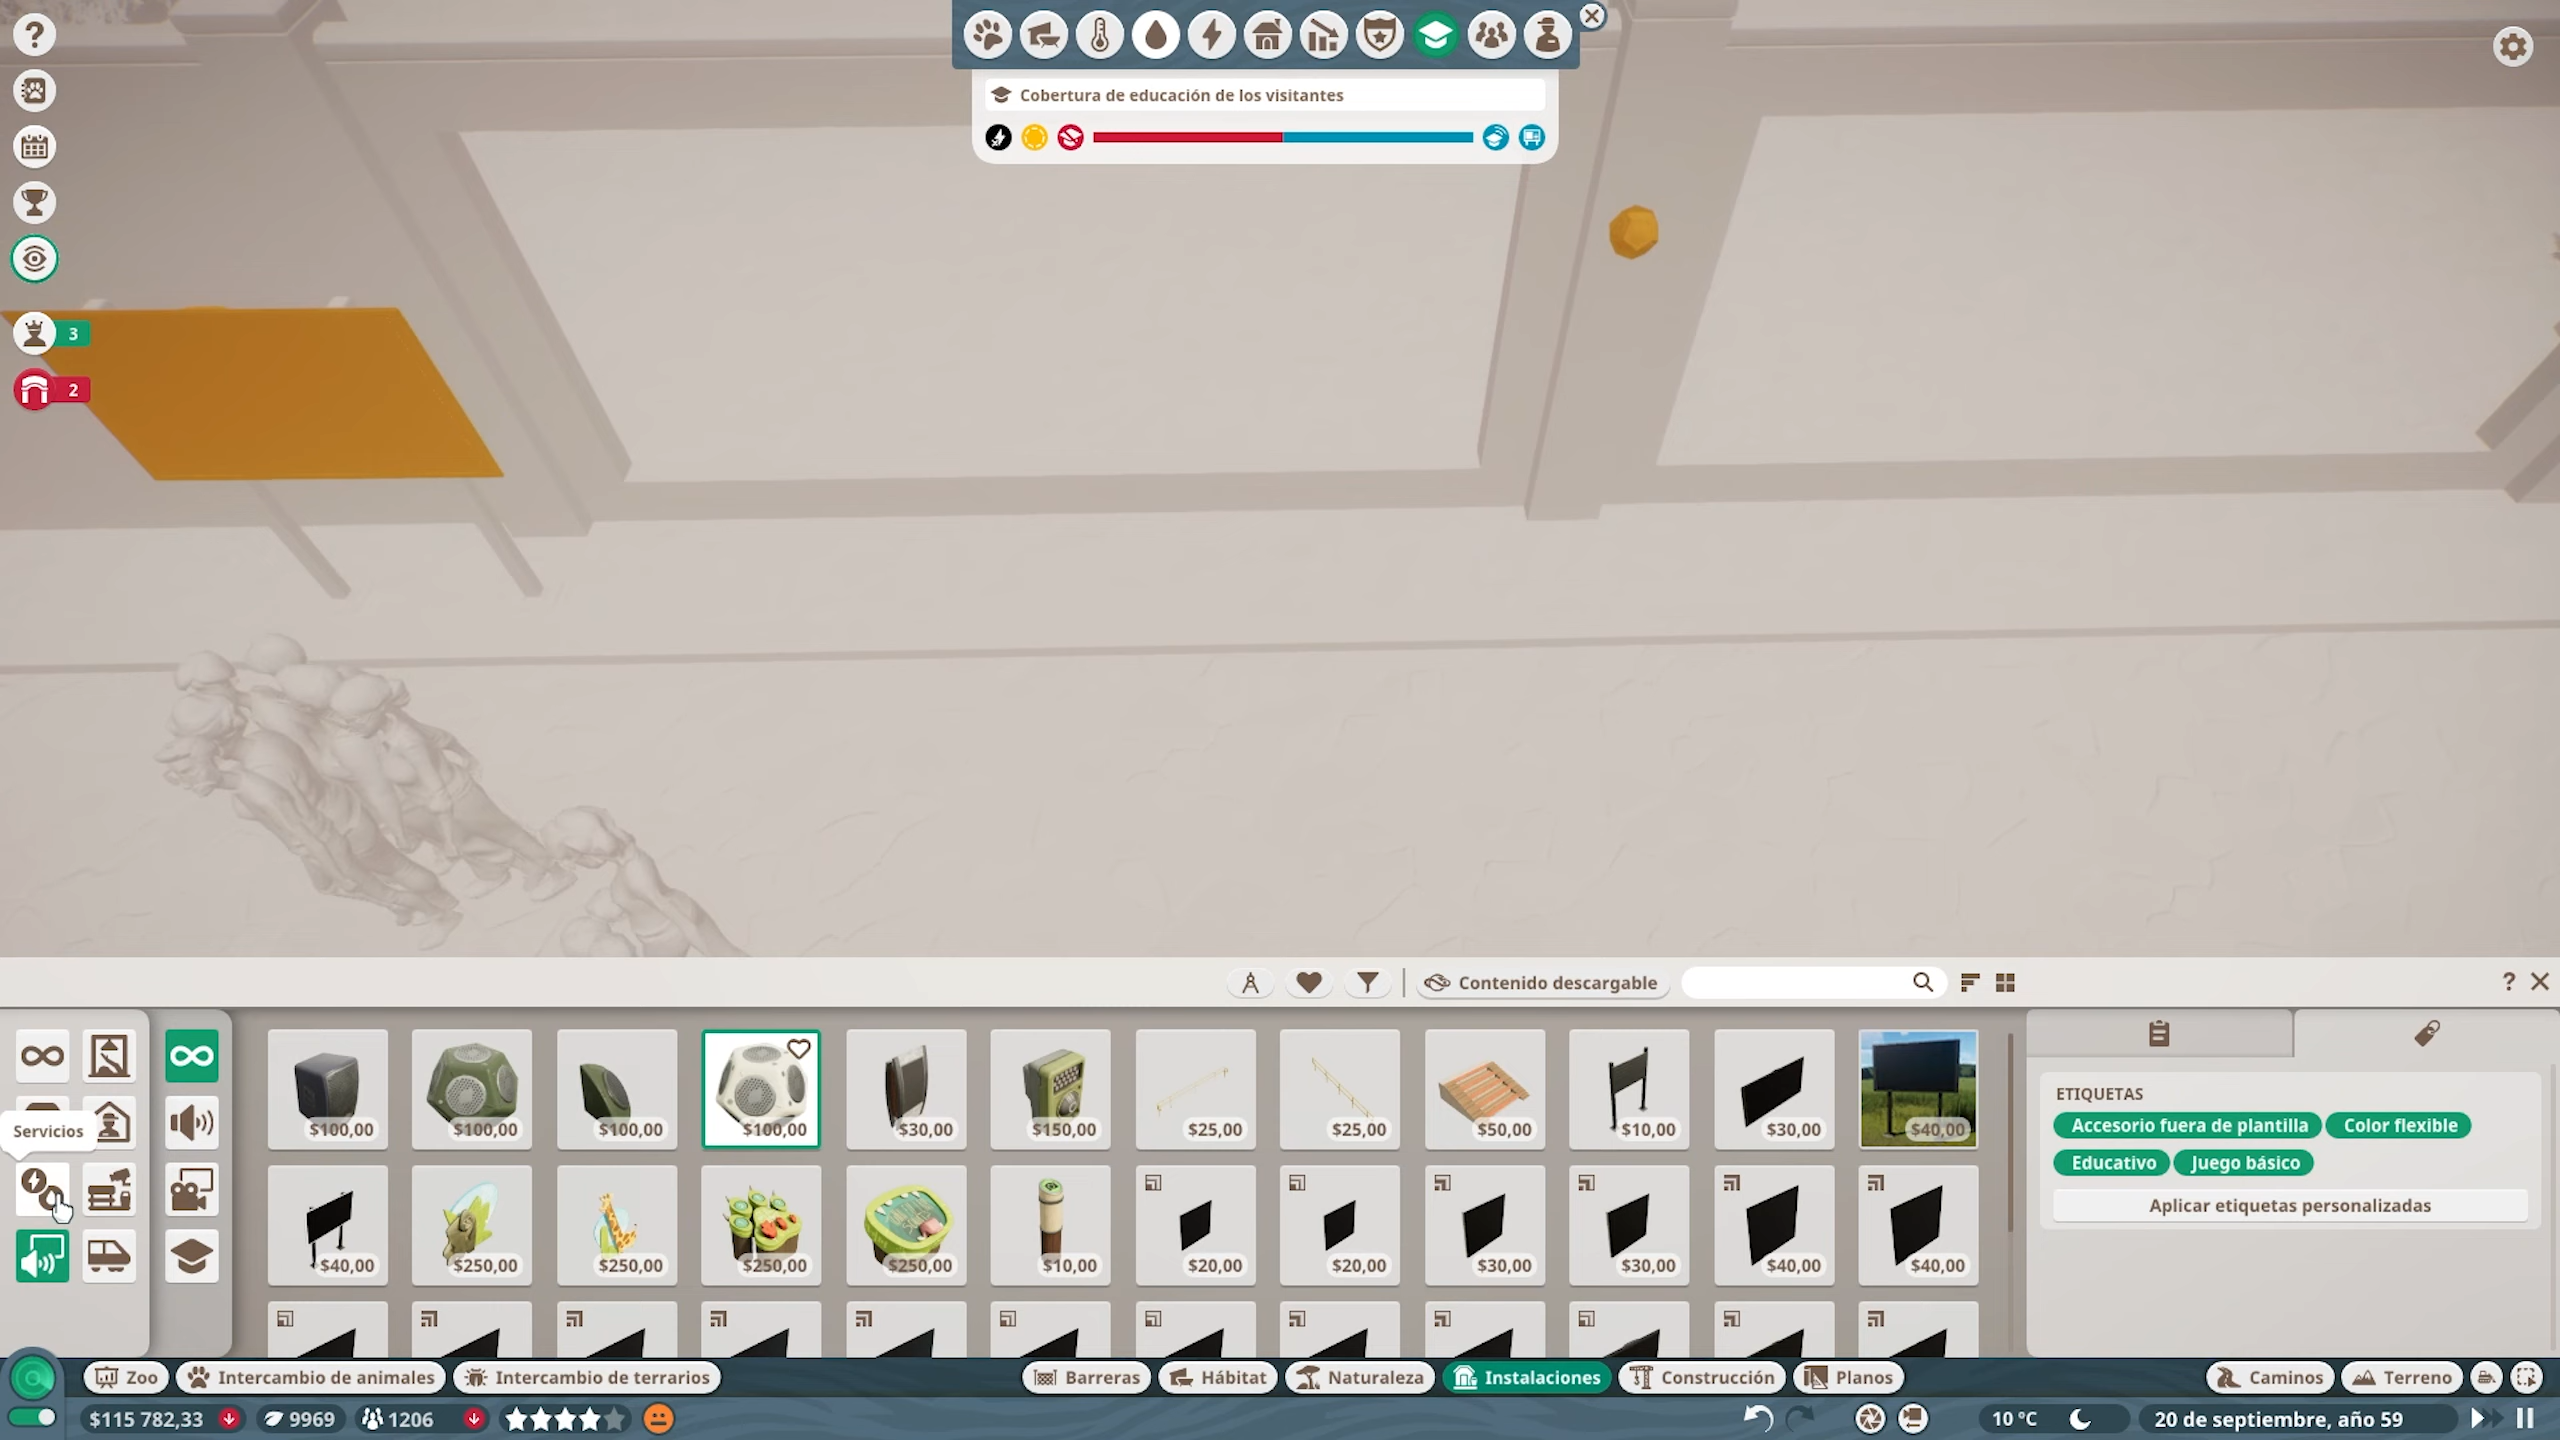 ?
Cobertura de educación de los visitantes
3
2
Contenido descargable
?
Servicios
$100,00
$100,00
$100,00
$100,00
$30,00
$150,00
$25,00
$25,00
$50,00
$10,00
$30,00
$40,00
$40,00
$250,00
$250,00
$250,00
$250,00
$10,00
$20,00
$20,00
$30,00
$30,00
$40,00
$40,00
ETIQUETAS
Accesorio fuera de plantilla
Color flexible
Educativo
Juego básico
Aplicar etiquetas personalizadas
Zoo
Intercambio de animales
Intercambio de terrarios
Barreras
Hábitat
Naturaleza
Instalaciones
Construcción
Planos
Caminos
Terreno
$115 782,33
9969
1206
10 °C
20 de septiembre, año 59